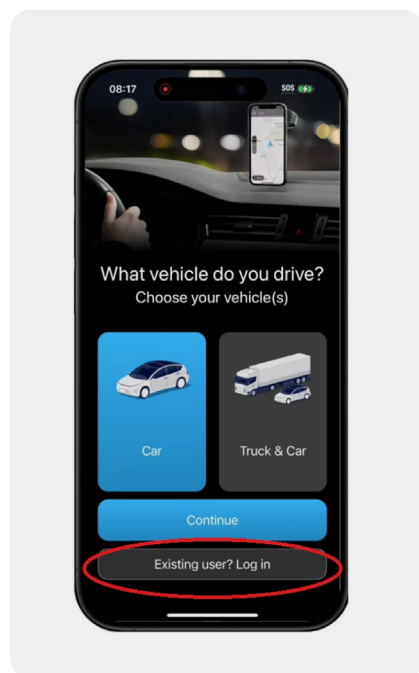 08:17
SOS
What vehicle do you drive?
Choose your vehicle(s)
Car
Truck & Car
Continue
Existing user? Log in